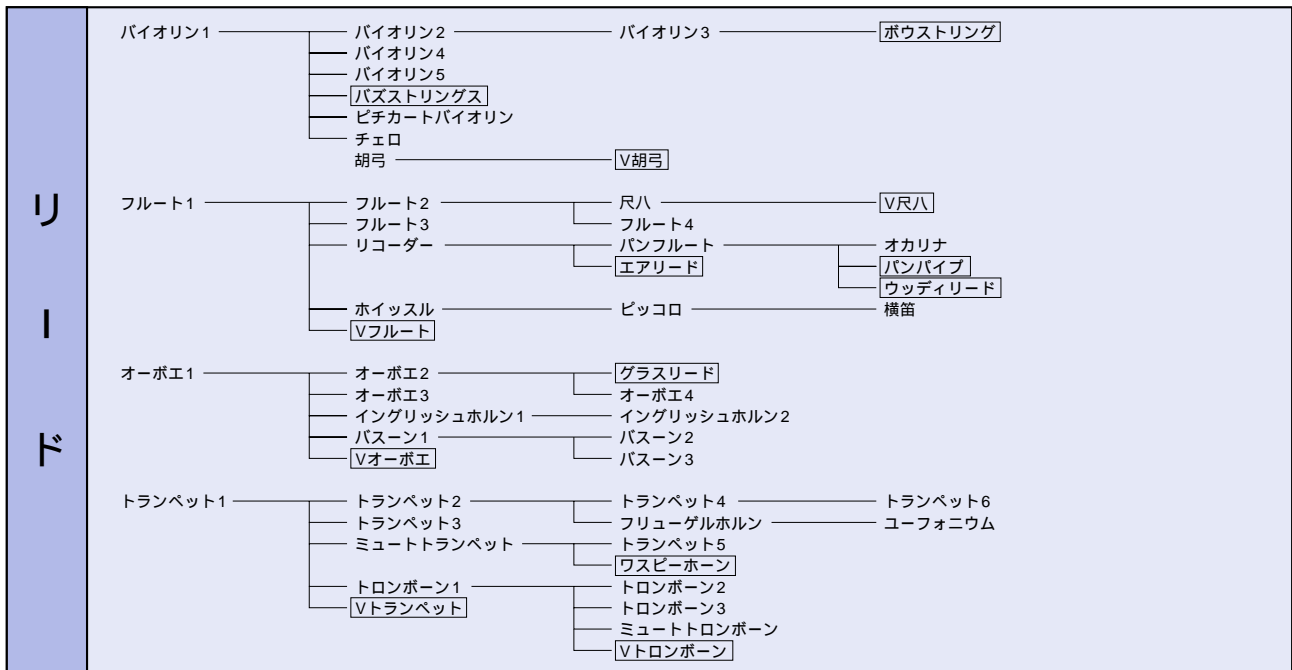 リード
バイオリン1 バイオリン2 バイオリン3 ボウストリング
バイオリン4
バイオリン5
バズストリングス
ピチカートバイオリン
チェロ
胡弓 V胡弓
フルート1 フルート2 尺八 V尺八
フルート3 フルート4
リコーダー パンフルート オカリナ
エアリード パンパイプ
ウッディリード
ホイッスル ピッコロ 横笛
Vフルート
オーボエ1 オーボエ2 グラスリード
オーボエ3 オーボエ4
イングリッシュホルン1 イングリッシュホルン2
バスーン1 バスーン2
Vオーボエ バスーン3
トランペット1 トランペット2 トランペット4 トランペット6
トランペット3 フリューゲルホルン ユーフォニウム
ミュートトランペット トランペット5
ワスピーホーン
トロンボーン1 トロンボーン2
Vトランペット トロンボーン3
ミュートトロンボーン
Vトロンボーン